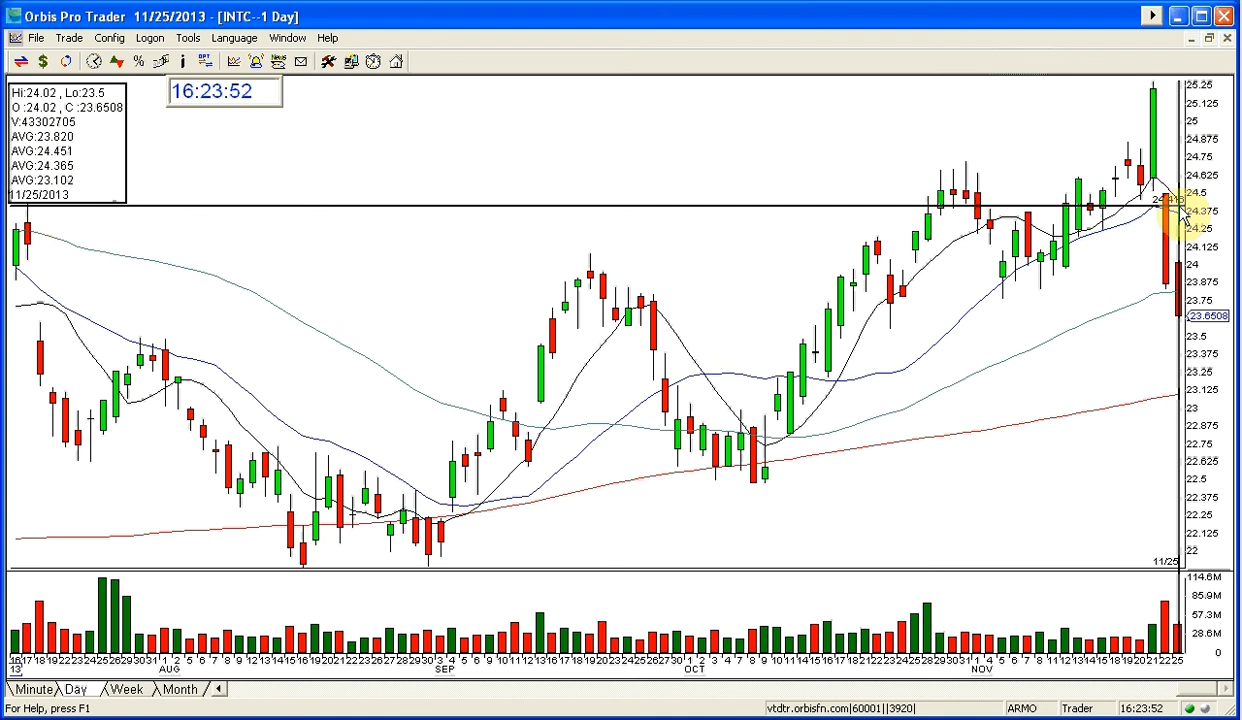 Orbis Pro Trader 11/25/2013 - [INTC--1 Day]
File Trade Config Logon Tools Language Window Help
16:23:52
Hi:24.02 , Lo:23.5
O :24.02 , C :23.6508
V:43302705
AVG:23.820
AVG:24.451
AVG:24.365
AVG:23.102
11/25/2013
25.25
25.125
25
24.875
24.75
24.625
24.5
24.375
24.25
24.125
24
23.875
23.75
23.6508
23.5
23.375
23.25
23.125
23
22.875
22.75
22.625
22.5
22.375
22.25
22.125
22
11/25
114.6M
85.9M
57.3M
28.6M
0
AUG SEP OCT NOV
Minute Day Week Month
For Help, press F1
vtdtr.orbisfn.com|60001||3920|
ARMO
Trader
16:23:52